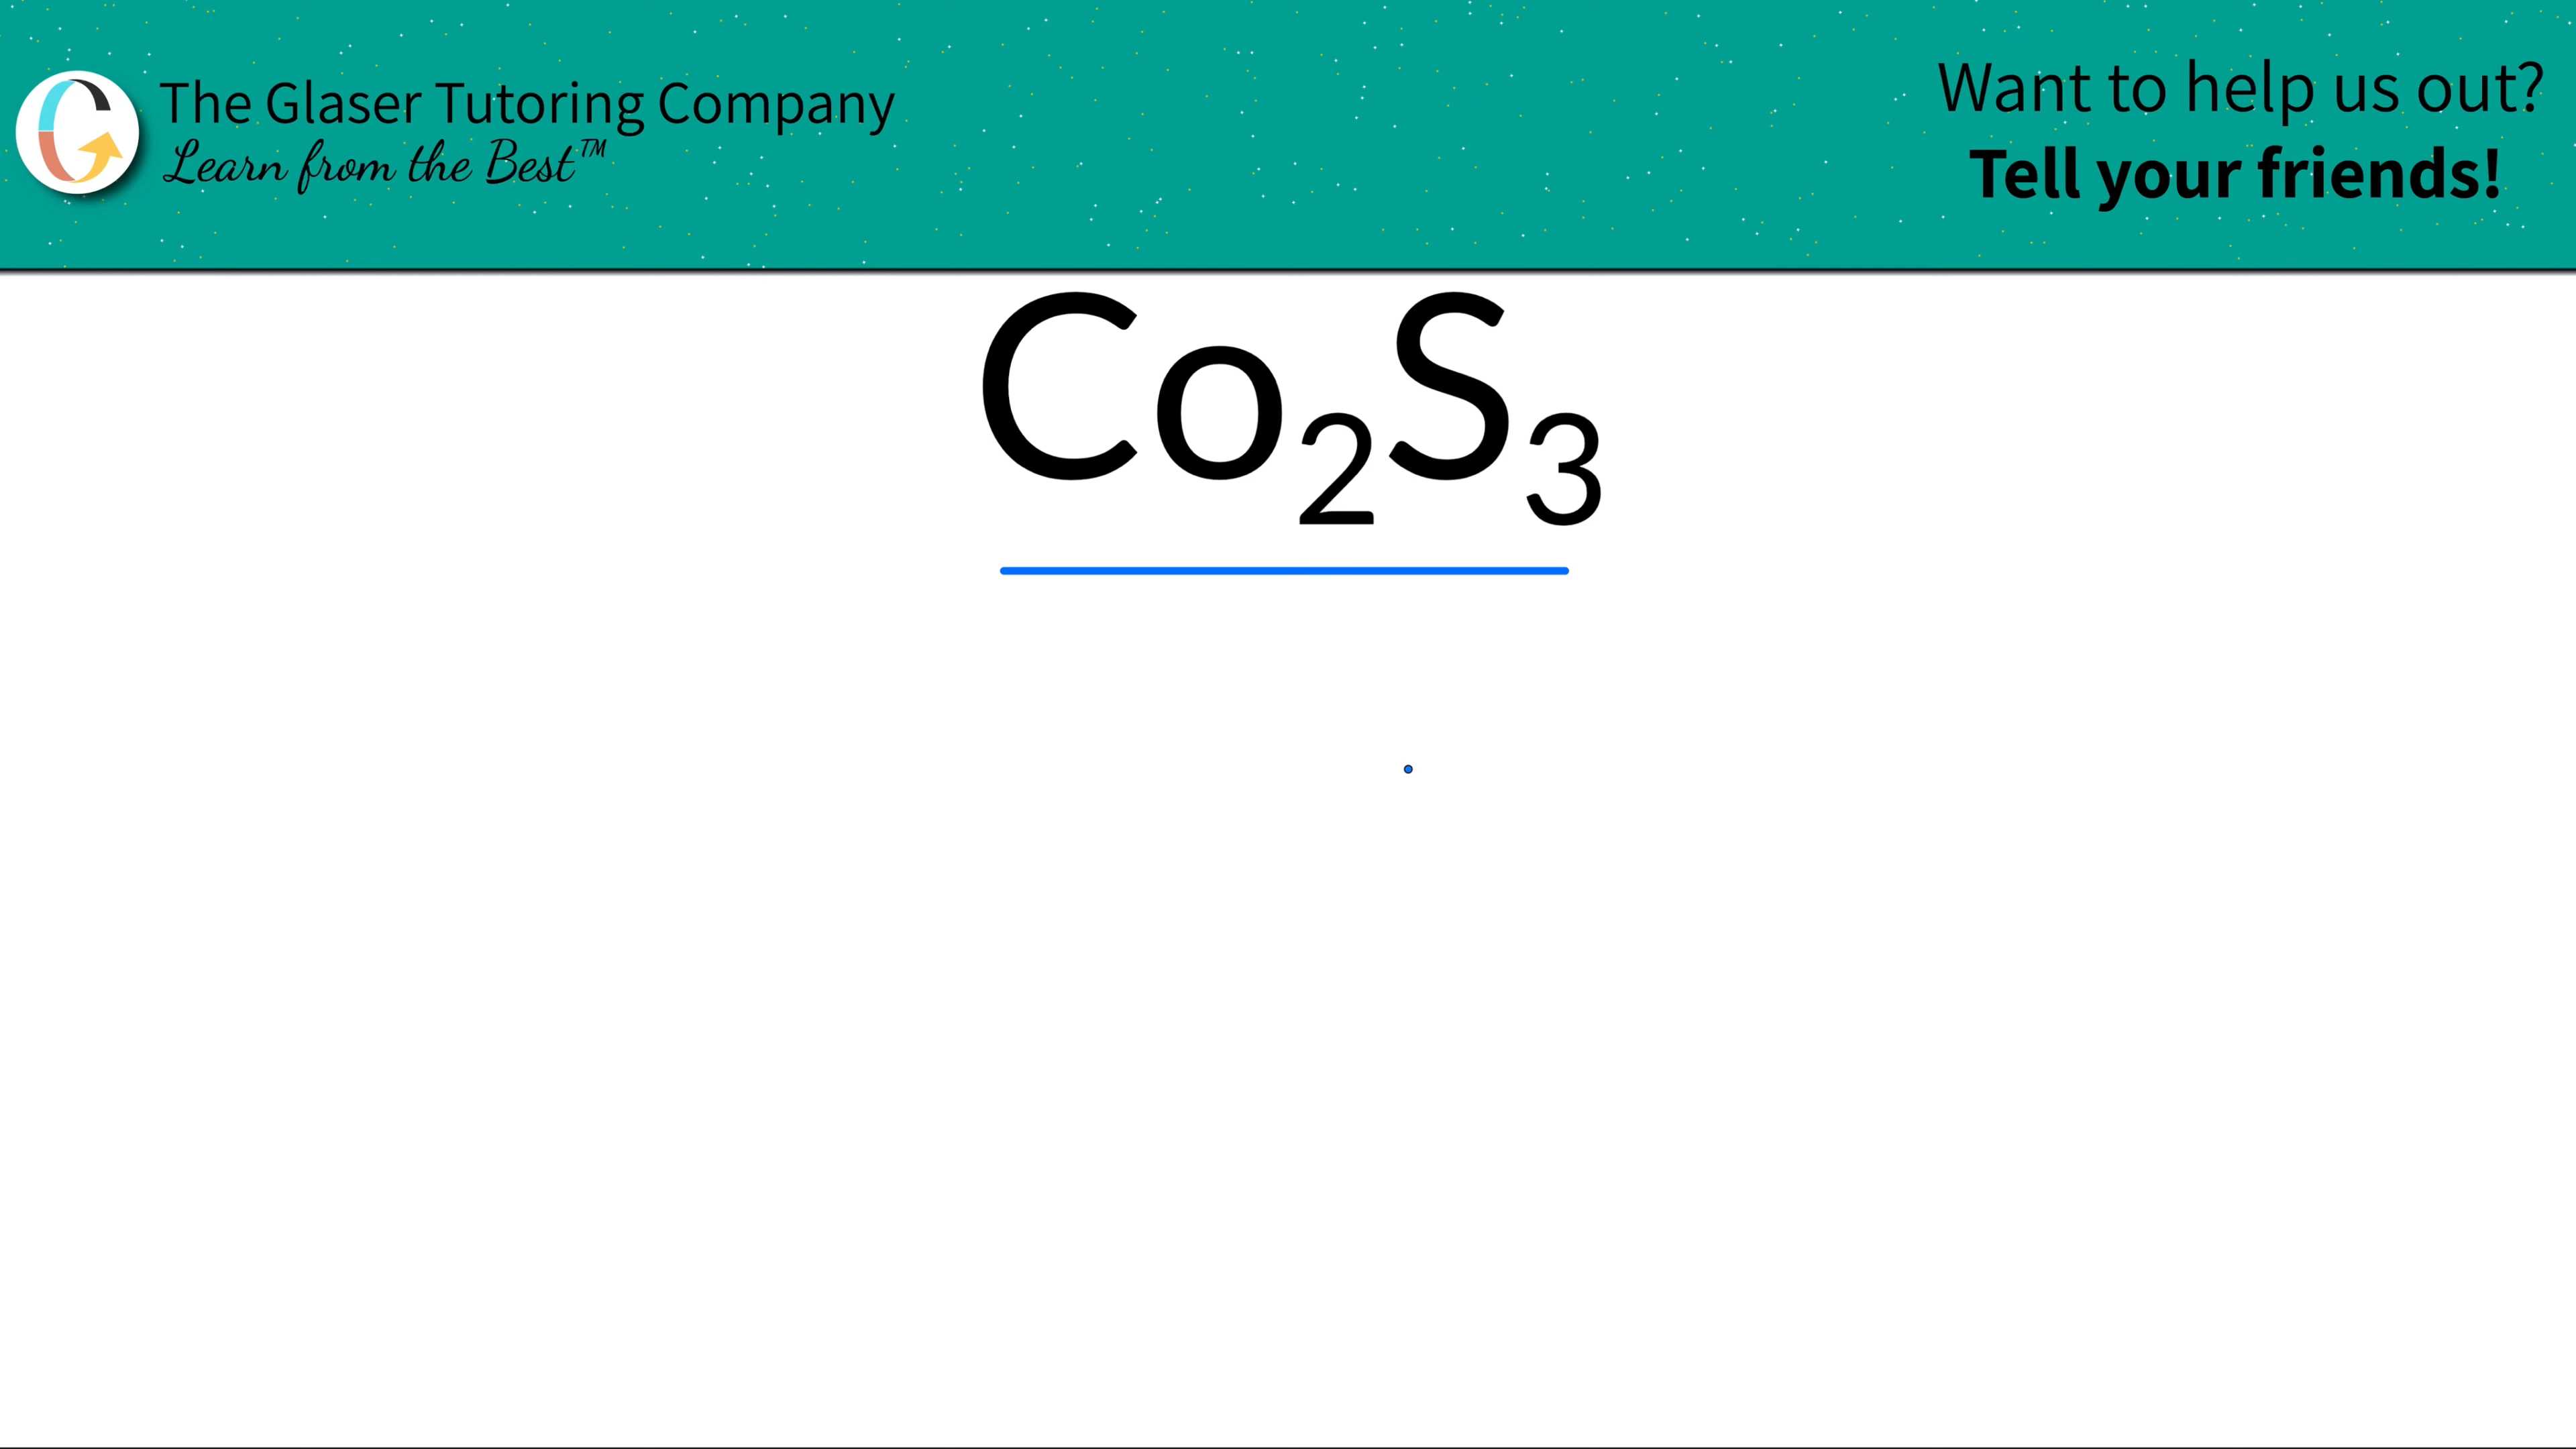 The Glaser Tutoring Company
Learn from the Best™
Want to help us out?
Tell your friends!
Co₂S₃